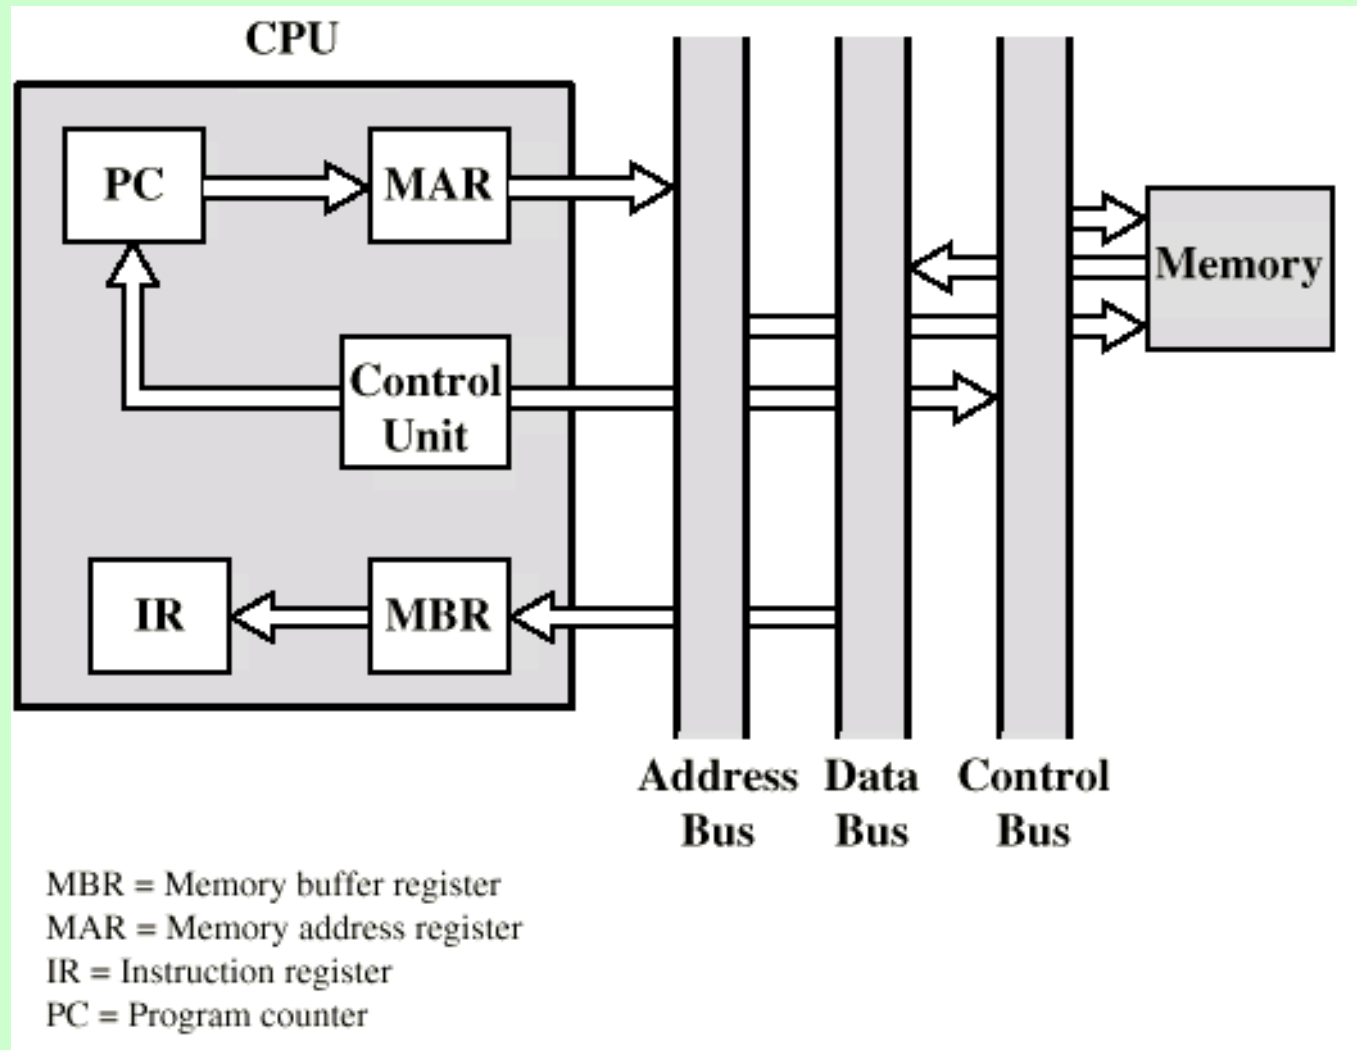 CPU
PC
MAR
Memory
Control
Unit
IR
MBR
Address Data Control
Bus Bus Bus
MBR = Memory buffer register
MAR = Memory address register
IR = Instruction register
PC = Program counter